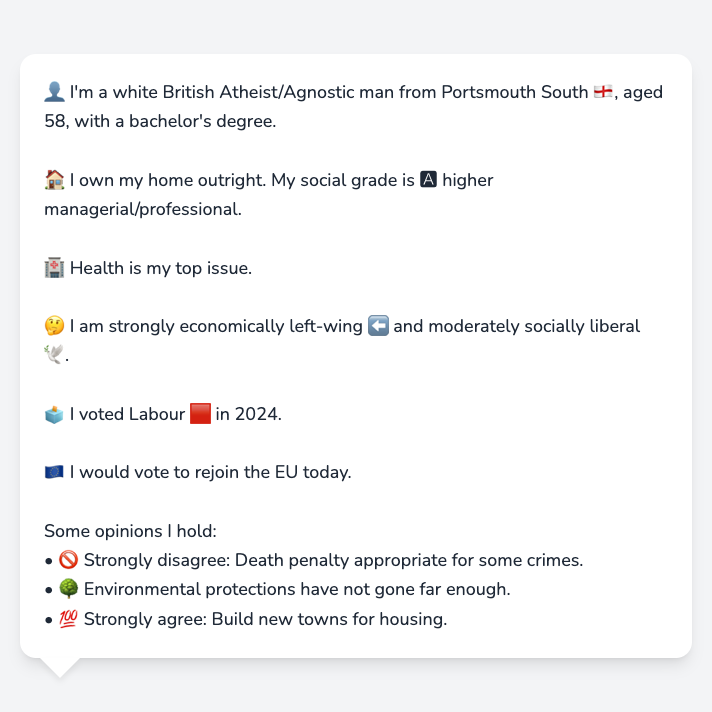 👤 I'm a white British Atheist/Agnostic man from Portsmouth South 🏴󠁧󠁢󠁥󠁮󠁧󠁿, aged
58, with a bachelor's degree.
🏠 I own my home outright. My social grade is 🅰 higher
managerial/professional.
🏥 Health is my top issue.
🤔 I am strongly economically left-wing ⬅️ and moderately socially liberal
🕊️.
🗳️ I voted Labour 🟥 in 2024.
🇪🇺 I would vote to rejoin the EU today.
Some opinions I hold:
• 🚫 Strongly disagree: Death penalty appropriate for some crimes.
• 🌳 Environmental protections have not gone far enough.
• 💯 Strongly agree: Build new towns for housing.